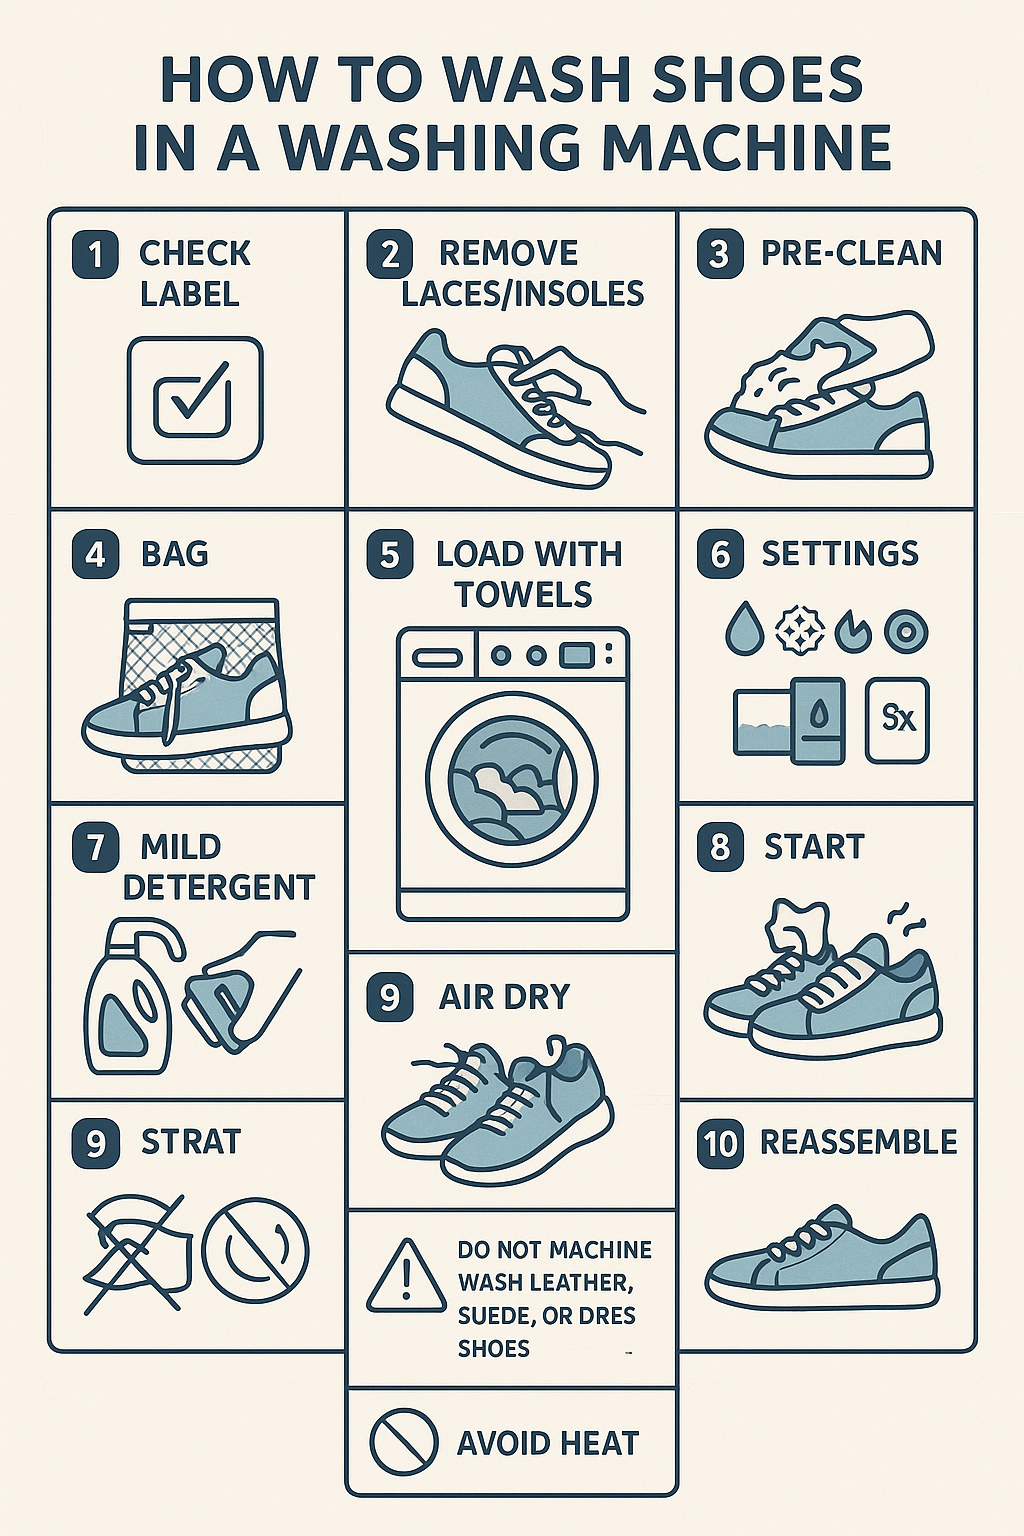 HOW TO WASH SHOES
IN A WASHING MACHINE
1 CHECK
LABEL
2 REMOVE
LACES/INSOLES
3 PRE-CLEAN
4 BAG
5 LOAD WITH
TOWELS
6 SETTINGS
Sx
7 MILD
DETERGENT
8 START
9 AIR DRY
9 STRAT
10 REASSEMBLE
DO NOT MACHINE
WASH LEATHER,
SUEDE, OR DRES
SHOES
AVOID HEAT